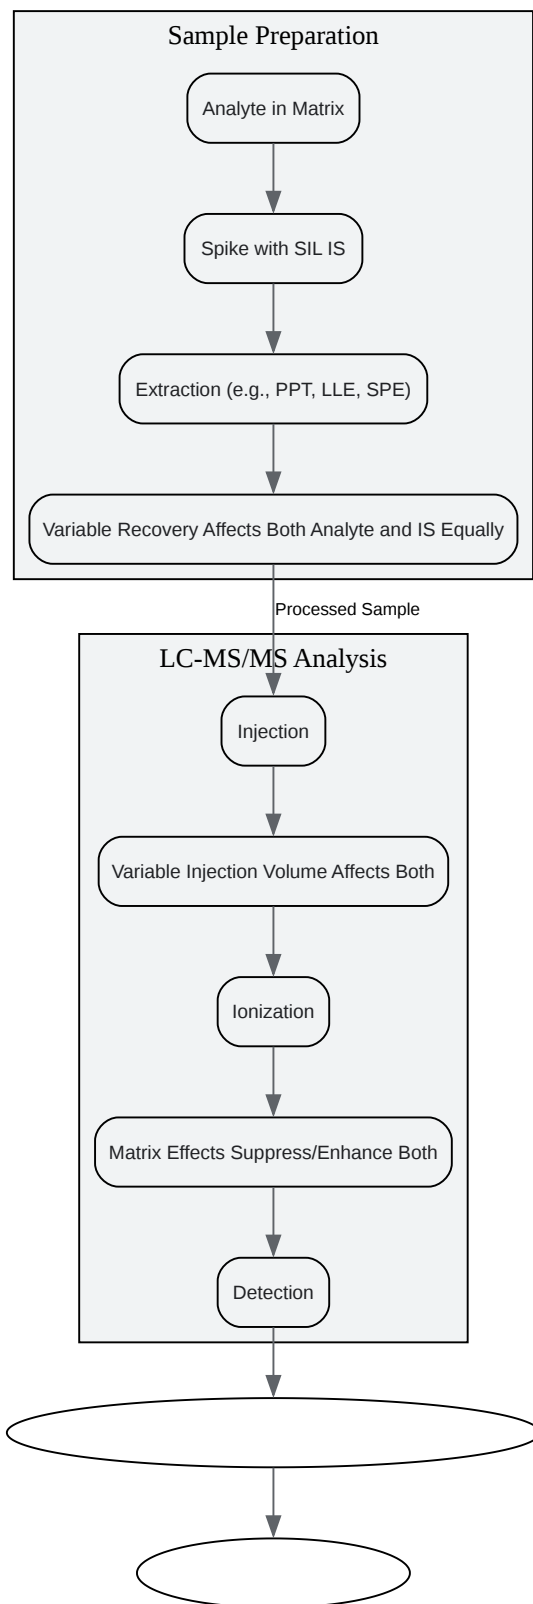 Sample Preparation
Analyte in Matrix
Spike with SIL IS
Extraction (e.g., PPT, LLE, SPE)
Variable Recovery Affects Both Analyte and IS Equally
Processed Sample
LC-MS/MS Analysis
Injection
Variable Injection Volume Affects Both
Ionization
Matrix Effects Suppress/Enhance Both
Detection